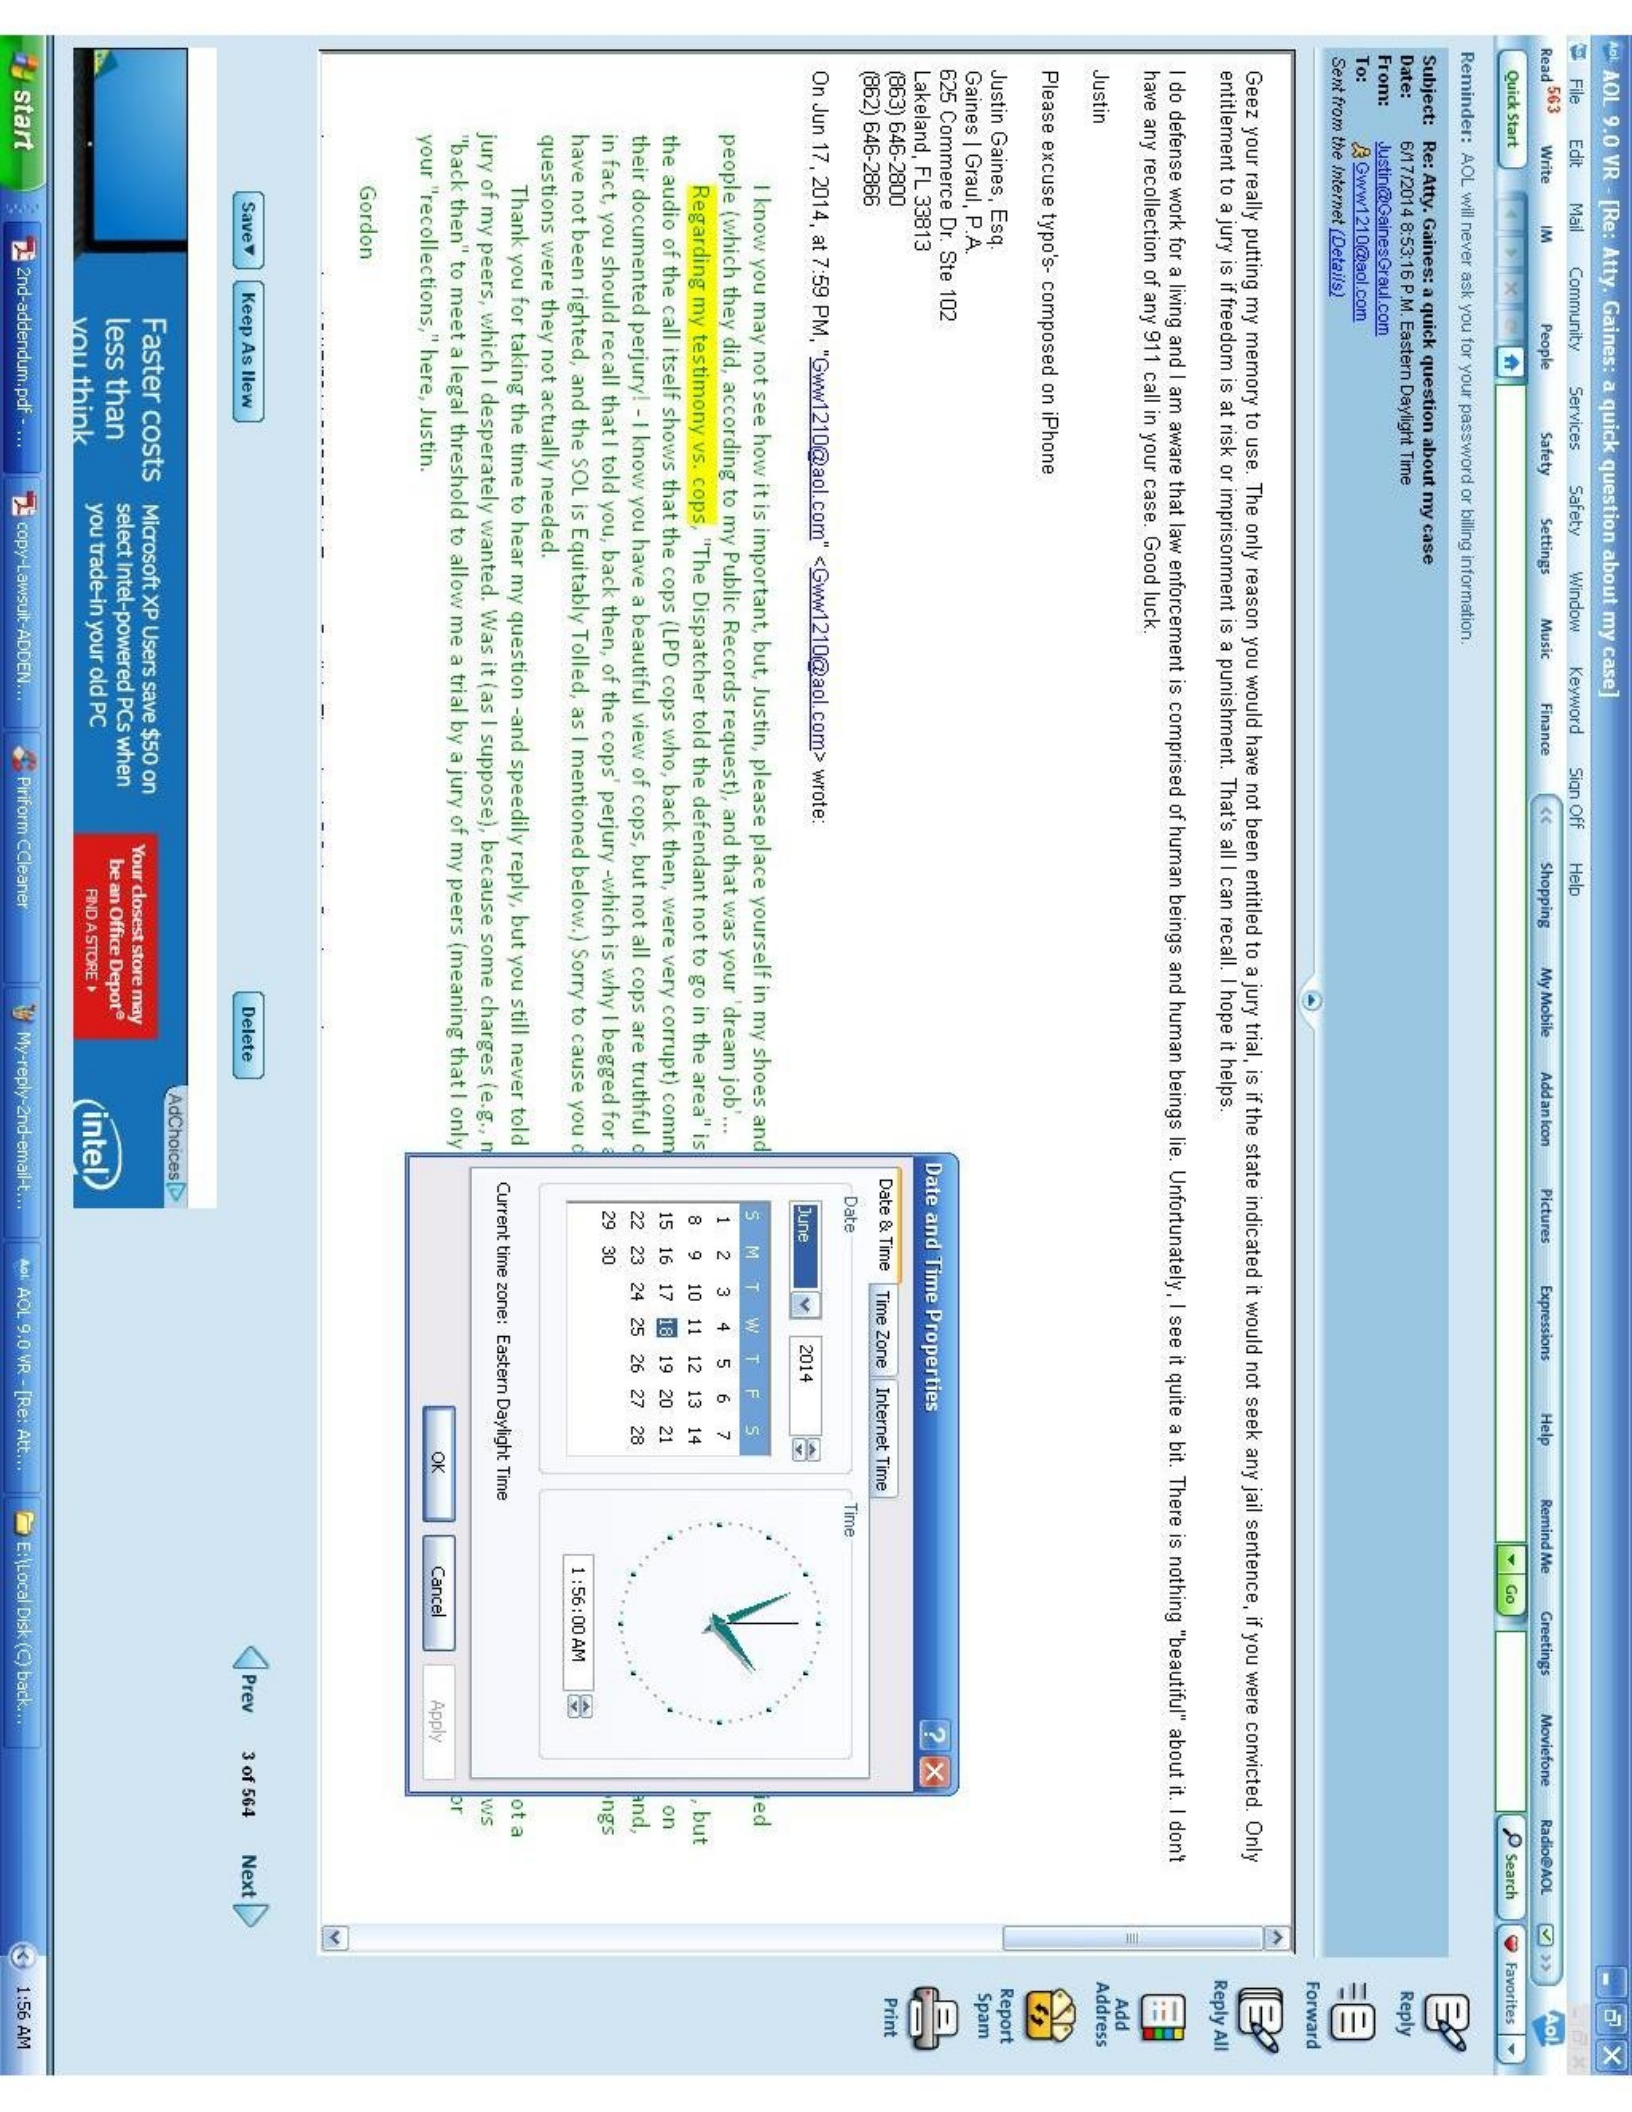 AOL 9.0 VR - [Re: Atty. Gaines: a quick question about my case]
File Edit Mail Community Services Safety Window Keyword Sign Off Help
Read 563 Write IM People Safety Settings Music Finance << Shopping My Mobile Add an Icon Pictures Expressions Help Remind Me Greetings Moviefone Radio@AOL >> Aol
Quick Start Go Search Favorites
Reminder: AOL will never ask you for your password or billing information.
Subject: Re: Atty. Gaines: a quick question about my case
Date: 6/17/2014 8:53:16 P.M. Eastern Daylight Time
From: Justin@GainesGraul.com
To: Gww1210@aol.com
Sent from the Internet (Details)
Geez your really putting my memory to use. The only reason you would have not been entitled to a jury trial, is if the state indicated it would not seek any jail sentence, if you were convicted. Only
entitlement to a jury is if freedom is at risk or imprisonment is a punishment. That's all I can recall. I hope it helps.
I do defense work for a living and I am aware that law enforcement is comprised of human beings and human beings lie. Unfortunately, I see it quite a bit. There is nothing "beautiful" about it. I don't
have any recollection of any 911 call in your case. Good luck.
Justin
Please excuse typo's- composed on iPhone
Justin Gaines, Esq.
Gaines | Graul, P.A.
625 Commerce Dr. Ste 102
Lakeland, FL 33813
(863) 646-2800
(862) 646-2866
On Jun 17, 2014, at 7:59 PM, "Gww1210@aol.com" <Gww1210@aol.com> wrote:
I know you may not see how it is important, but, Justin, please place yourself in my shoes and ied
people (which they did, according to my Public Records request), and that was your 'dream job'...
Regarding my testimony vs. cops, "The Dispatcher told the defendant not to go in the area" is , but
the audio of the call itself shows that the cops (LPD cops who, back then, were very corrupt) comm on
their documented perjury! - I know you have a beautiful view of cops, but not all cops are truthful and,
in fact, you should recall that I told you, back then, of the cops' perjury -which is why I begged for a ngs
have not been righted, and the SOL is Equitably Tolled, as I mentioned below.) Sorry to cause you
questions were they not actually needed.
Thank you for taking the time to hear my question -and speedily reply, but you still never told ot a
jury of my peers, which I desperately wanted. Was it (as I suppose), because some charges (e.g., ws
"back then" to meet a legal threshold to allow me a trial by a jury of my peers (meaning that I only or
your "recollections," here, Justin.
Gordon
Date and Time Properties
Date & Time Time Zone Internet Time
Date Time
June 2014
S M T W T F S
1 2 3 4 5 6 7
8 9 10 11 12 13 14
15 16 17 18 19 20 21
22 23 24 25 26 27 28
29 30
1:56:00 AM
Current time zone: Eastern Daylight Time
OK Cancel Apply
Reply
Forward
Reply All
Add Address
Report Spam
Print
Save Keep As New Delete Prev 3 of 564 Next
AdChoices
Faster costs
less than
you think
Microsoft XP Users save $50 on
select Intel-powered PCs when
you trade-in your old PC
Your closest store may
be an Office Depot®
FIND A STORE
intel
start 2nd-addendum.pdf - ... copy-Lawsuit-ADDEN... Piriform CCleaner My-reply-2nd-email-t... AOL 9.0 VR - [Re: Att... E:\Local Disk (C) back... 1:56 AM